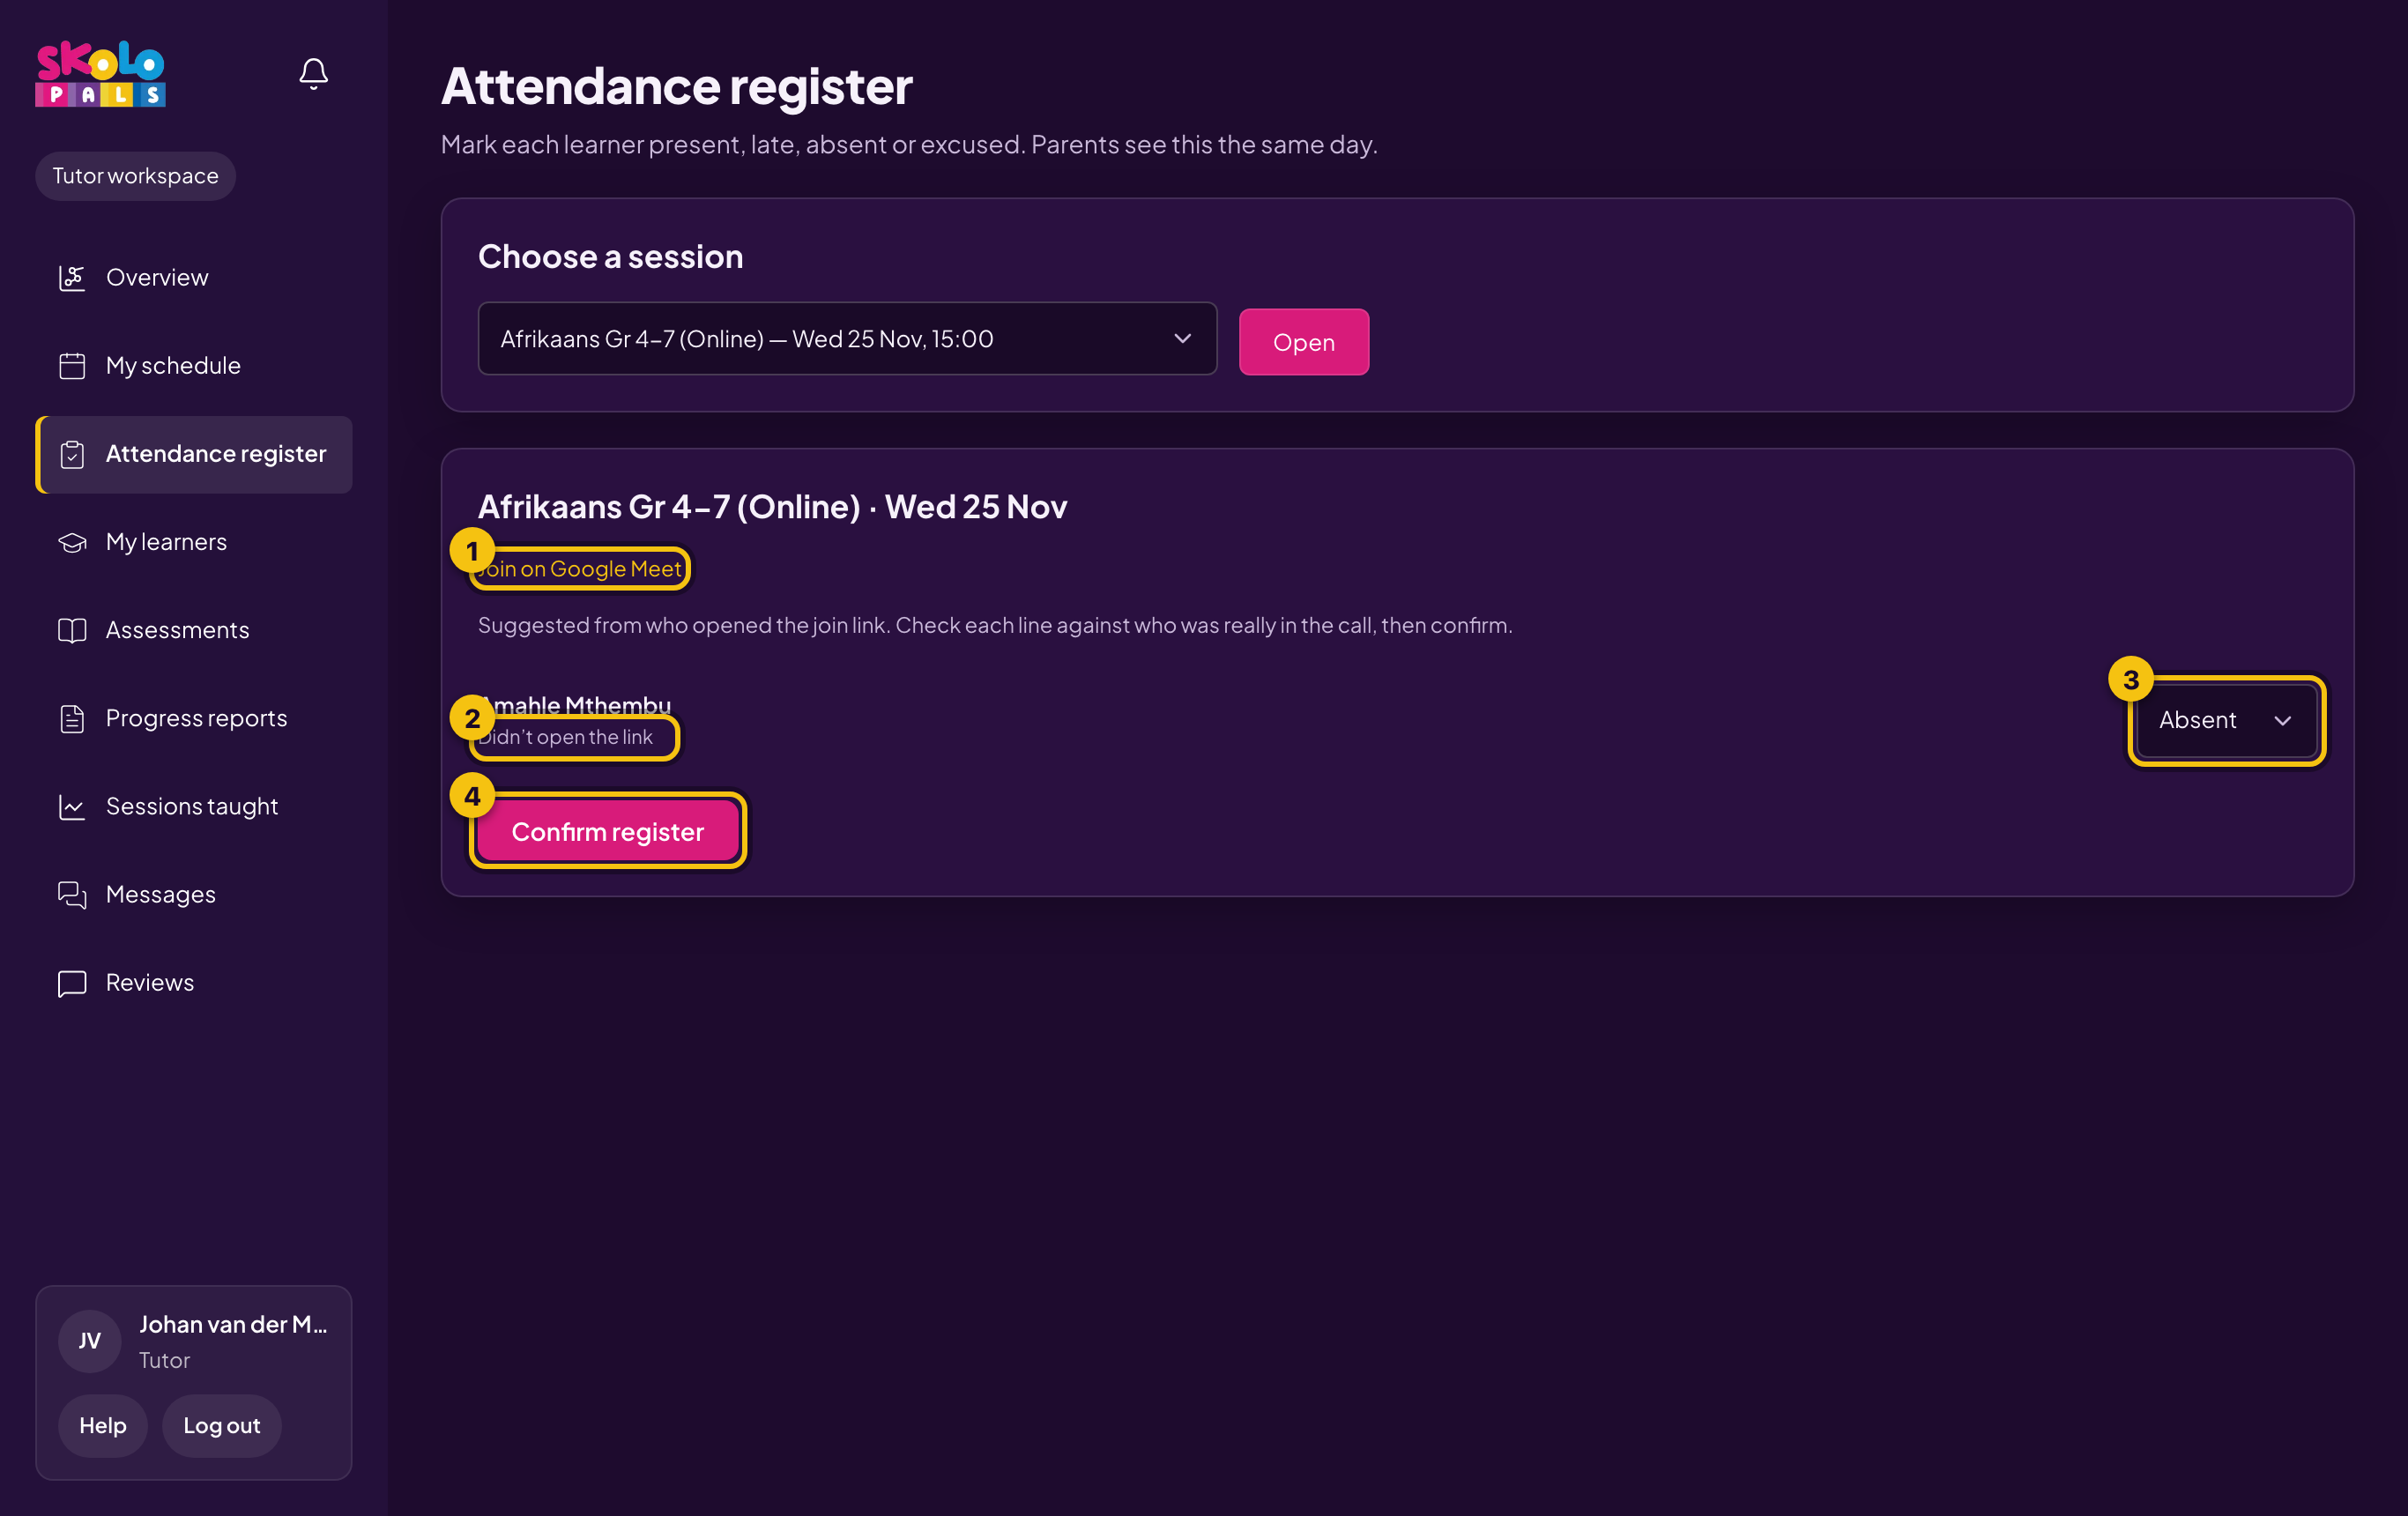 SKOLO
PALS
Tutor workspace
Overview
My schedule
Attendance register
My learners
Assessments
Progress reports
Sessions taught
Messages
Reviews
JV
Johan van der M...
Tutor
Help
Log out
Attendance register
Mark each learner present, late, absent or excused. Parents see this the same day.
Choose a session
Afrikaans Gr 4–7 (Online) — Wed 25 Nov, 15:00
Open
Afrikaans Gr 4–7 (Online) · Wed 25 Nov
1
Join on Google Meet
Suggested from who opened the join link. Check each line against who was really in the call, then confirm.
Amahle Mthembu
2
Didn't open the link
3
Absent
4
Confirm register